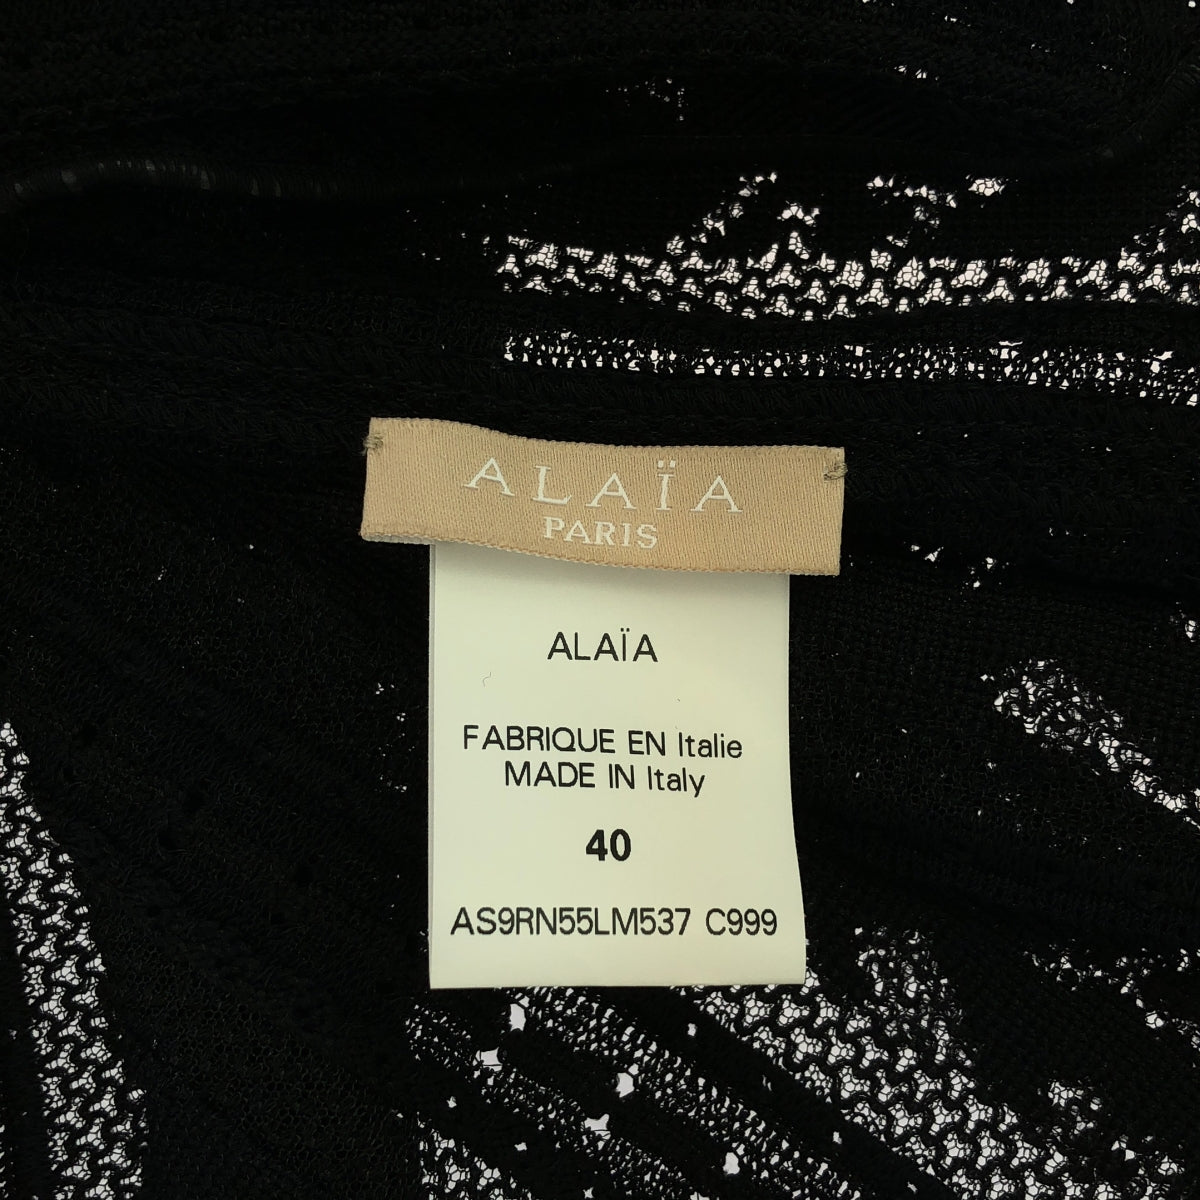 ALAÏA
PARIS
ALAÏA
FABRIQUE EN Italie
MADE IN Italy
40
AS9RN55LM537 C999